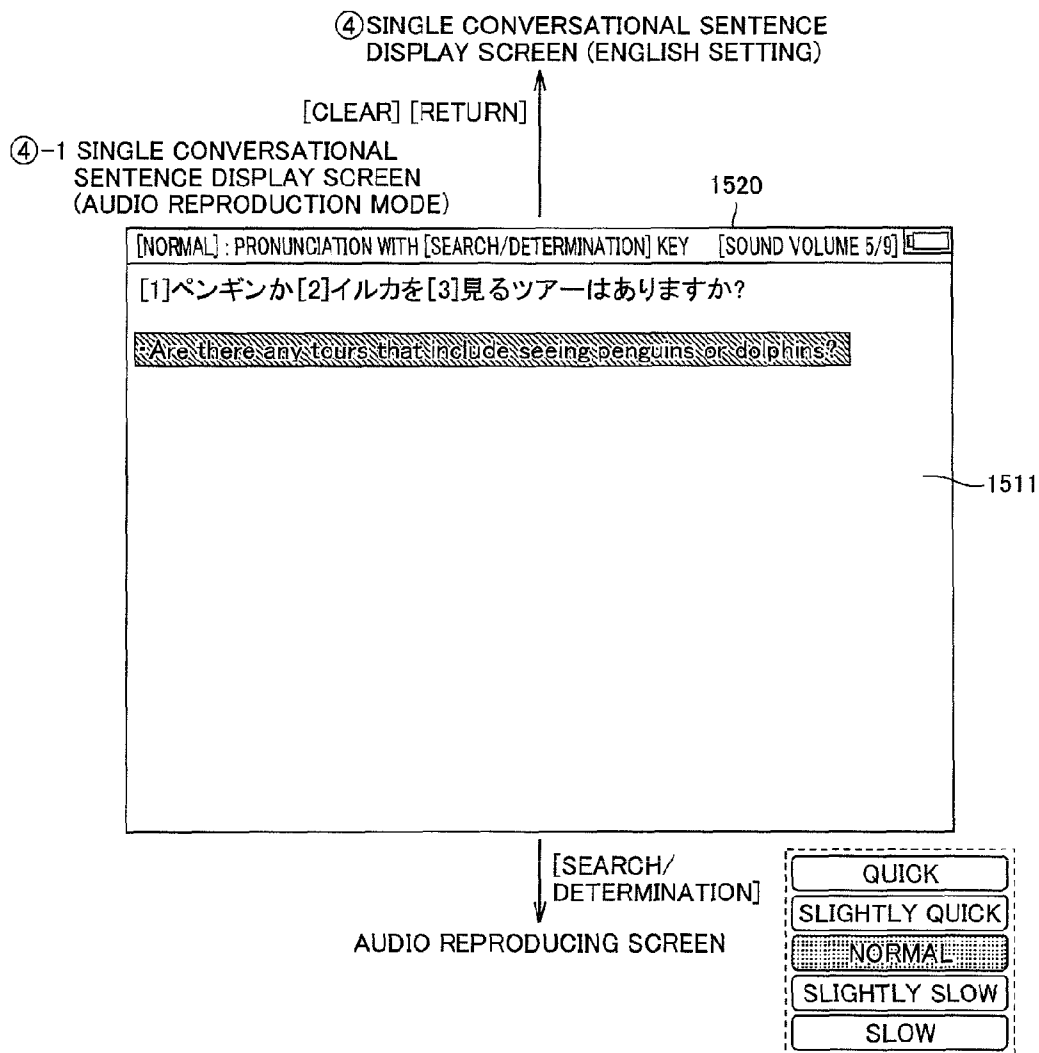 ④SINGLE CONVERSATIONAL SENTENCE
DISPLAY SCREEN (ENGLISH SETTING)
[CLEAR] [RETURN]
④-1 SINGLE CONVERSATIONAL
SENTENCE DISPLAY SCREEN
(AUDIO REPRODUCTION MODE)
1520
[NORMAL] : PRONUNCIATION WITH [SEARCH/DETERMINATION] KEY [SOUND VOLUME 5/9]
[1]ペンギンか[2]イルカを[3]見るツアーはありますか?
・Are there any tours that include seeing penguins or dolphins?
1511
[SEARCH/
DETERMINATION]
AUDIO REPRODUCING SCREEN
QUICK
SLIGHTLY QUICK
NORMAL
SLIGHTLY SLOW
SLOW